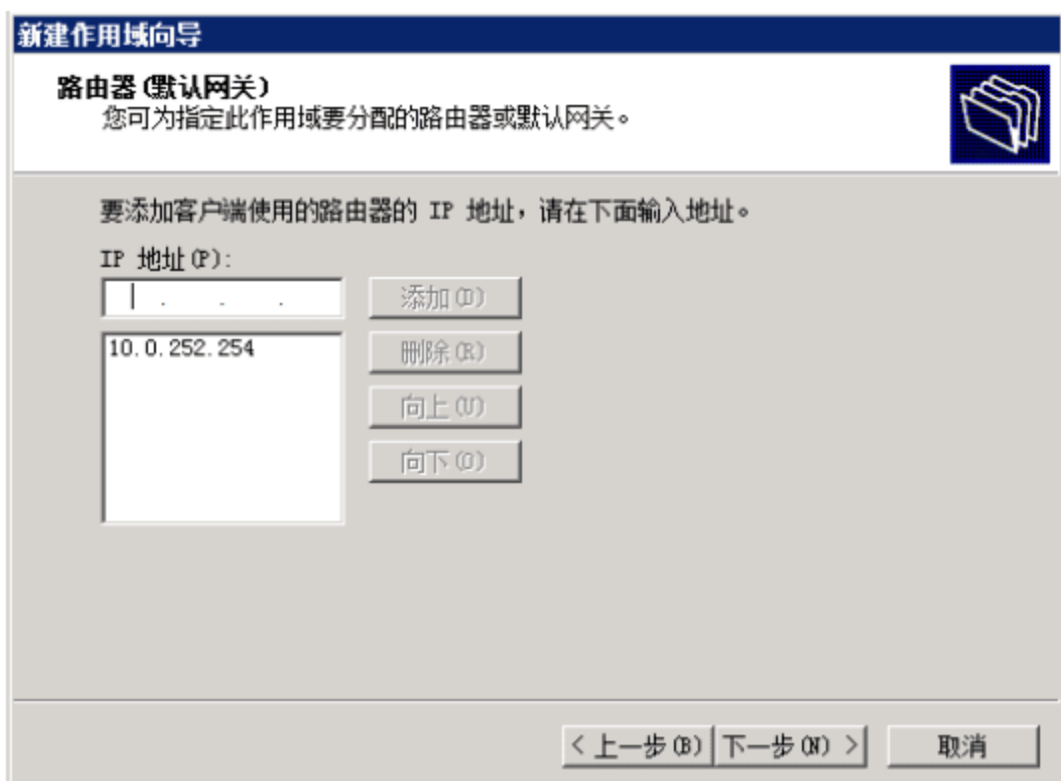 新建作用域向导
路由器(默认网关)
您可为指定此作用域要分配的路由器或默认网关。
要添加客户端使用的路由器的 IP 地址，请在下面输入地址。
IP 地址(P):
. . .
添加(D)
10.0.252.254
删除(R)
向上(U)
向下(O)
< 上一步(B)
下一步(N) >
取消